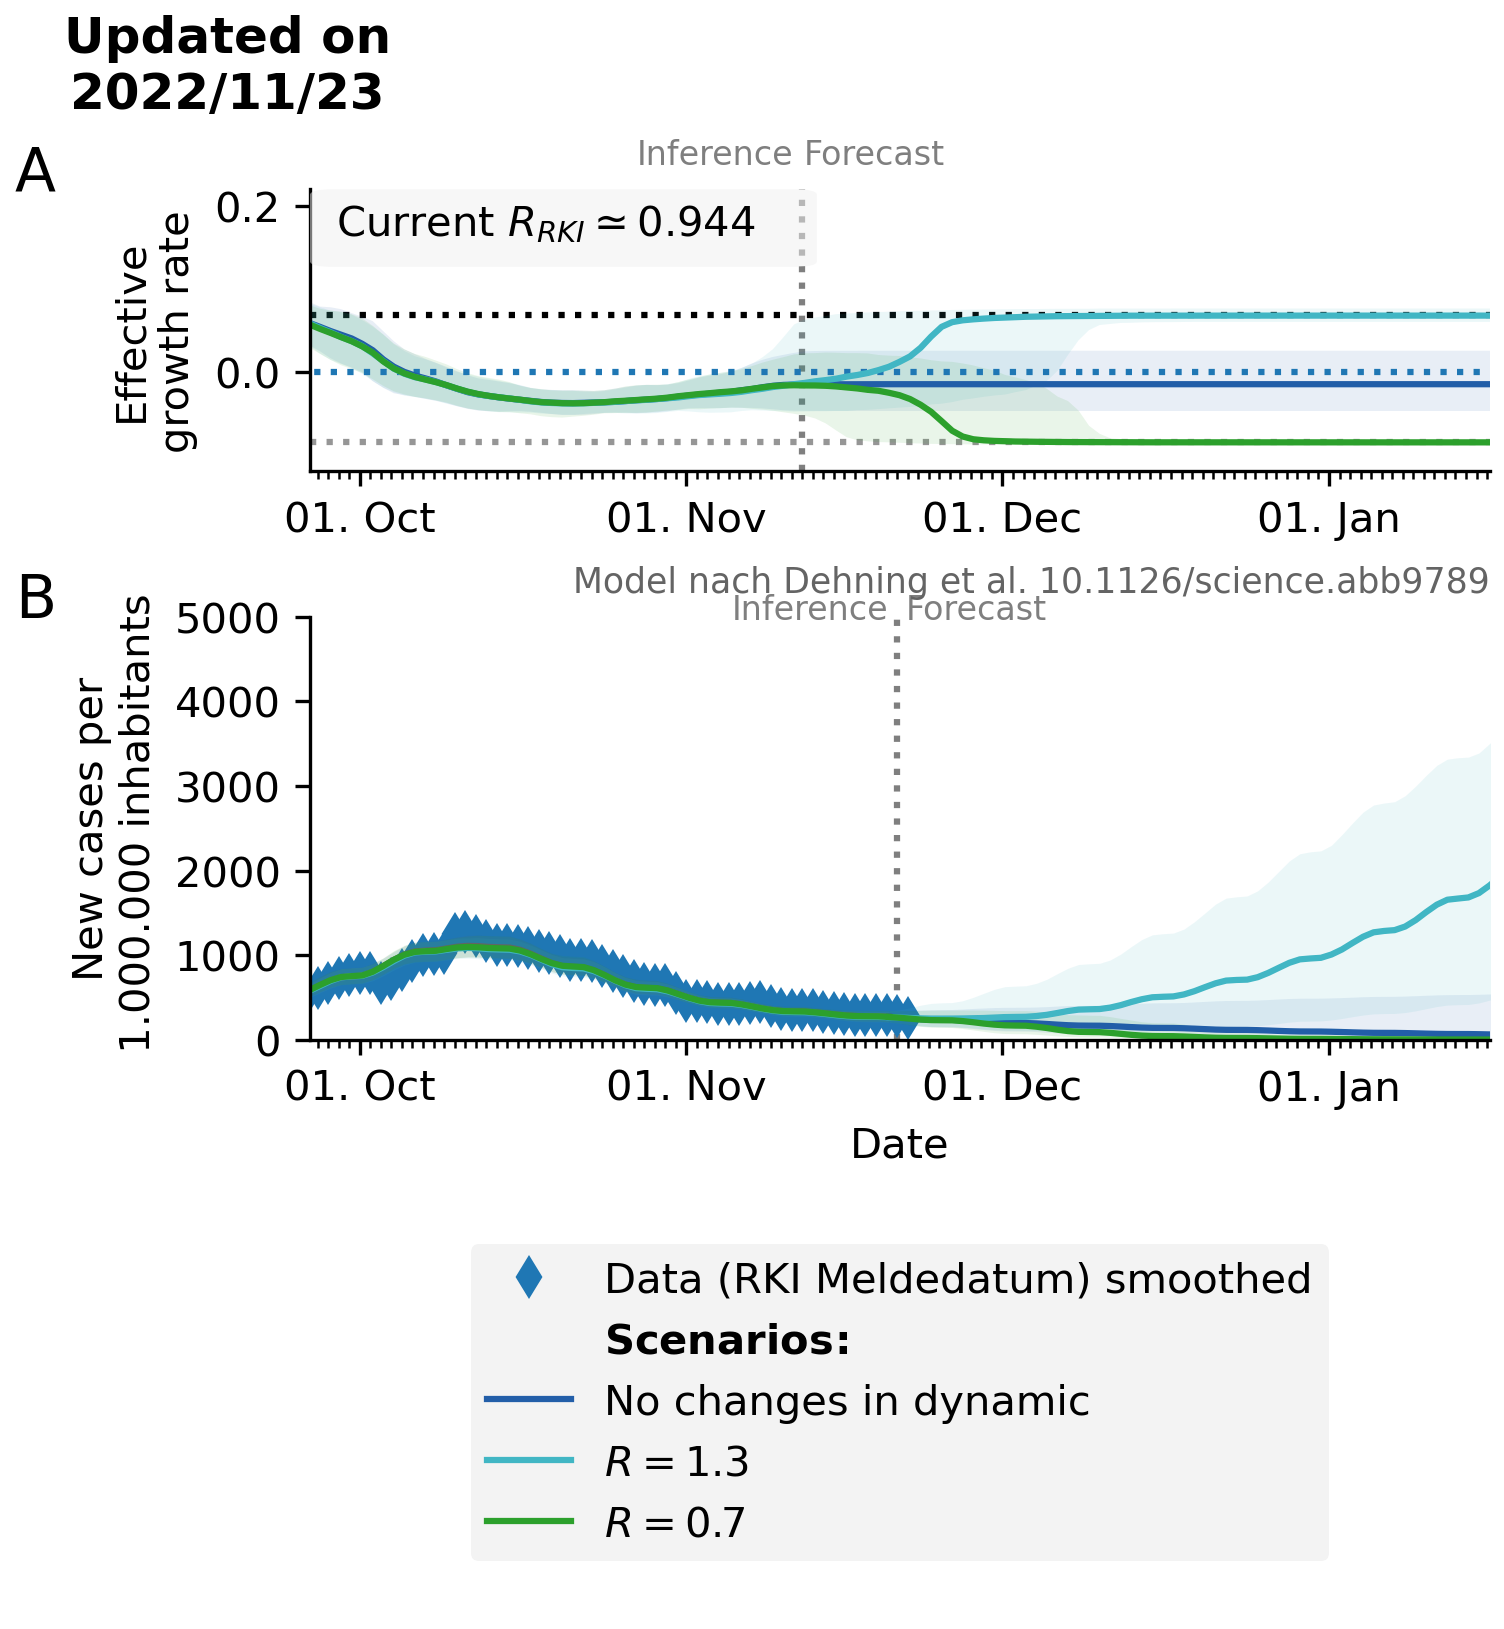 Updated on
2022/11/23
A
Inference Forecast
Current R_RKI ≃ 0.944
Effective
growth rate
0.2
0.0
01. Oct
01. Nov
01. Dec
01. Jan
B
Model nach Dehning et al. 10.1126/science.abb9789
Inference Forecast
New cases per
1.000.000 inhabitants
5000
4000
3000
2000
1000
0
01. Oct
01. Nov
01. Dec
01. Jan
Date
Data (RKI Meldedatum) smoothed
Scenarios:
No changes in dynamic
R = 1.3
R = 0.7